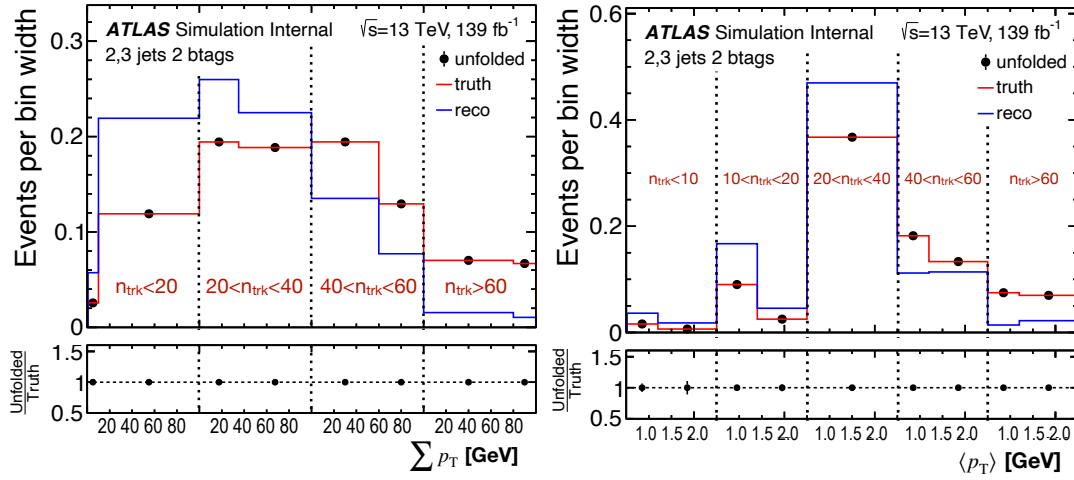 ATLAS Simulation Internal √s=13 TeV, 139 fb⁻¹
2,3 jets 2 btags
unfolded
truth
reco
Events per bin width
0.3
0.2
0.1
0
n_trk<20 20<n_trk<40 40<n_trk<60 n_trk>60
Unfolded
Truth
1.5
1
0.5
20 40 60 80 20 40 60 80 20 40 60 80 20 40 60 80
∑ p_T [GeV]
ATLAS Simulation Internal √s=13 TeV, 139 fb⁻¹
2,3 jets 2 btags
unfolded
truth
reco
Events per bin width
0.6
0.4
0.2
0
n_trk<10 10<n_trk<20 20<n_trk<40 40<n_trk<60 n_trk>60
Unfolded
Truth
1.5
1
0.5
1.0 1.5 2.0 1.0 1.5 2.0 1.0 1.5 2.0 1.0 1.5 2.0 1.0 1.5 2.0
⟨p_T⟩ [GeV]